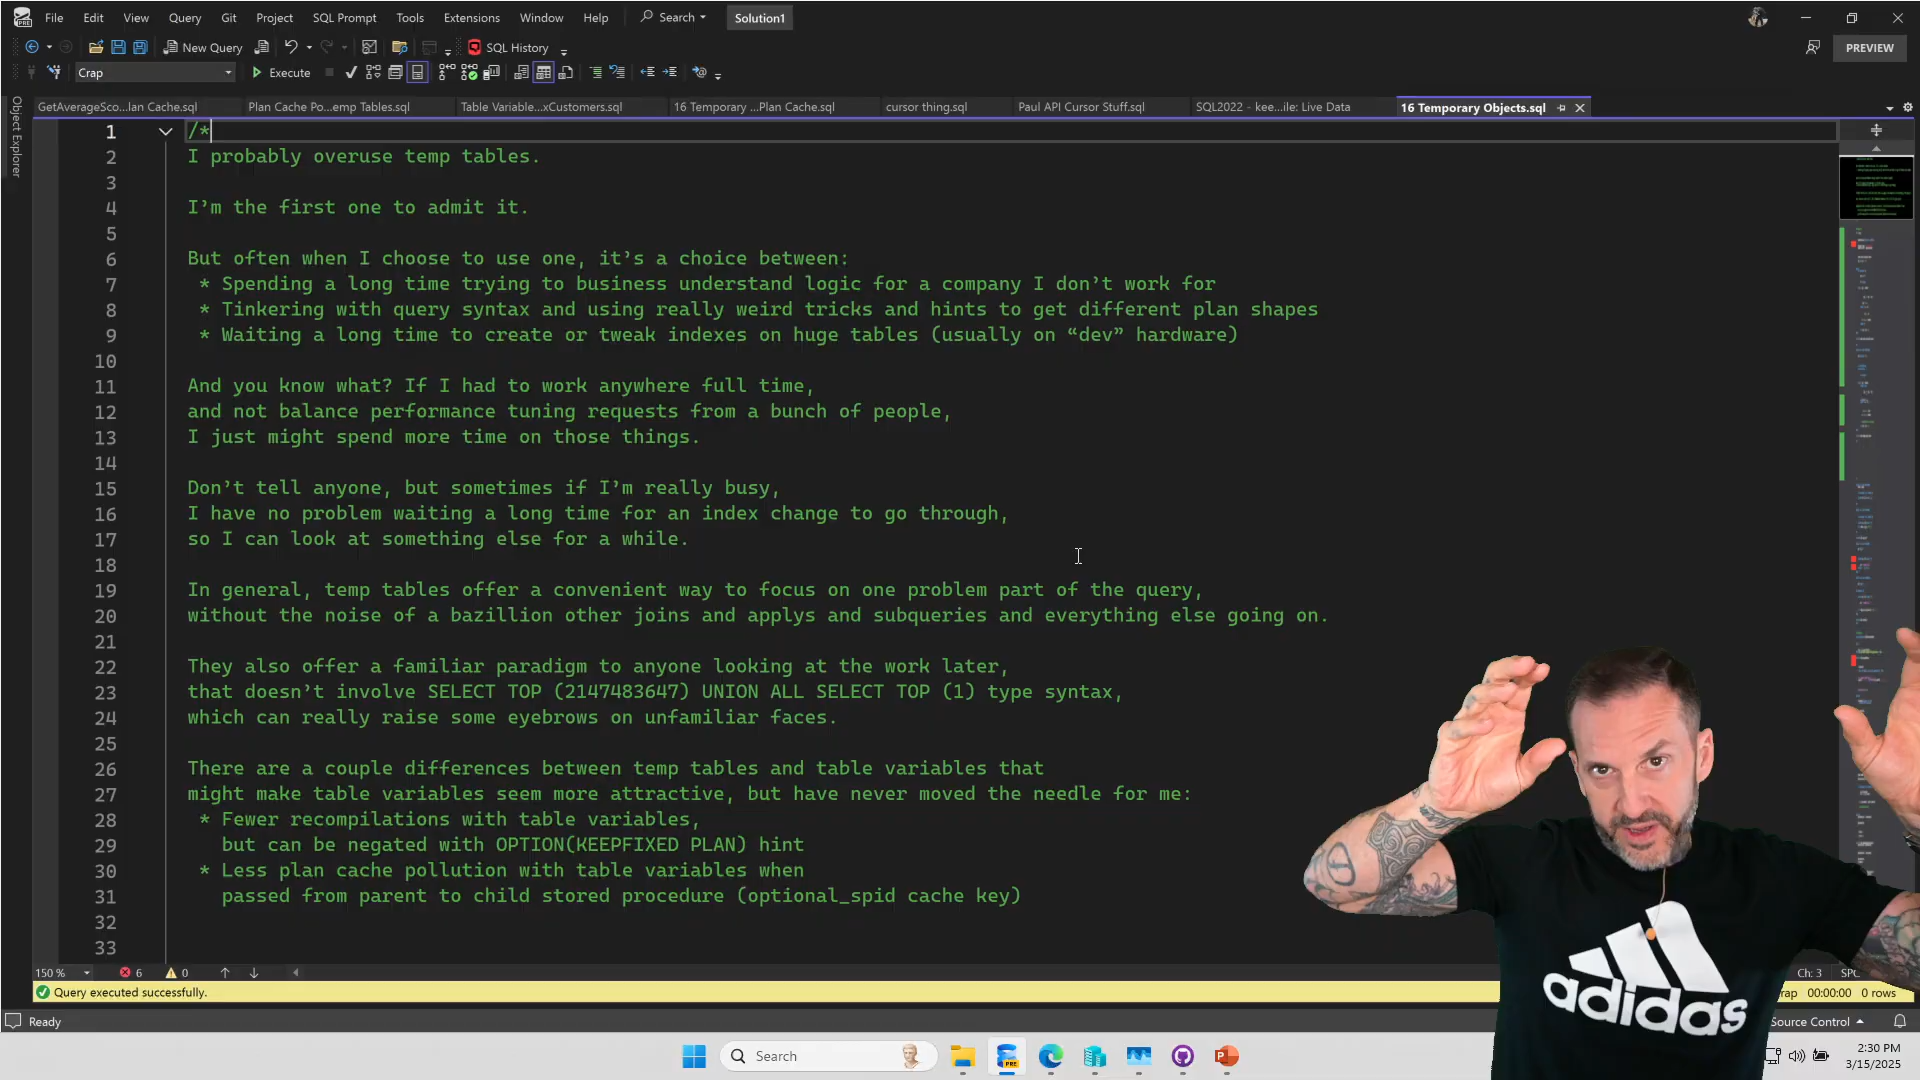 File Edit View Query Git Project SQL Prompt Tools Extensions Window Help Search Solution1
New Query SQL History PREVIEW
Crap Execute
GetAverageSco...lan Cache.sql Plan Cache Po...emp Tables.sql Table Variable...xCustomers.sql 16 Temporary ...Plan Cache.sql cursor thing.sql Paul API Cursor Stuff.sql SQL2022 - kee...ile: Live Data 16 Temporary Objects.sql
Object Explorer
1 /*
2 I probably overuse temp tables.
3
4 I’m the first one to admit it.
5
6 But often when I choose to use one, it’s a choice between:
7 * Spending a long time trying to business understand logic for a company I don’t work for
8 * Tinkering with query syntax and using really weird tricks and hints to get different plan shapes
9 * Waiting a long time to create or tweak indexes on huge tables (usually on “dev” hardware)
10
11 And you know what? If I had to work anywhere full time,
12 and not balance performance tuning requests from a bunch of people,
13 I just might spend more time on those things.
14
15 Don’t tell anyone, but sometimes if I’m really busy,
16 I have no problem waiting a long time for an index change to go through,
17 so I can look at something else for a while.
18
19 In general, temp tables offer a convenient way to focus on one problem part of the query,
20 without the noise of a bazillion other joins and applys and subqueries and everything else going on.
21
22 They also offer a familiar paradigm to anyone looking at the work later,
23 that doesn’t involve SELECT TOP (2147483647) UNION ALL SELECT TOP (1) type syntax,
24 which can really raise some eyebrows on unfamiliar faces.
25
26 There are a couple differences between temp tables and table variables that
27 might make table variables seem more attractive, but have never moved the needle for me:
28 * Fewer recompilations with table variables,
29 but can be negated with OPTION(KEEPFIXED PLAN) hint
30 * Less plan cache pollution with table variables when
31 passed from parent to child stored procedure (optional_spid cache key)
32
33
150 % 6 0 Ch: 3 SPC
Query executed successfully. rap 00:00:00 0 rows
Ready Source Control
adidas
Search 2:30 PM
3/15/2025
PRE